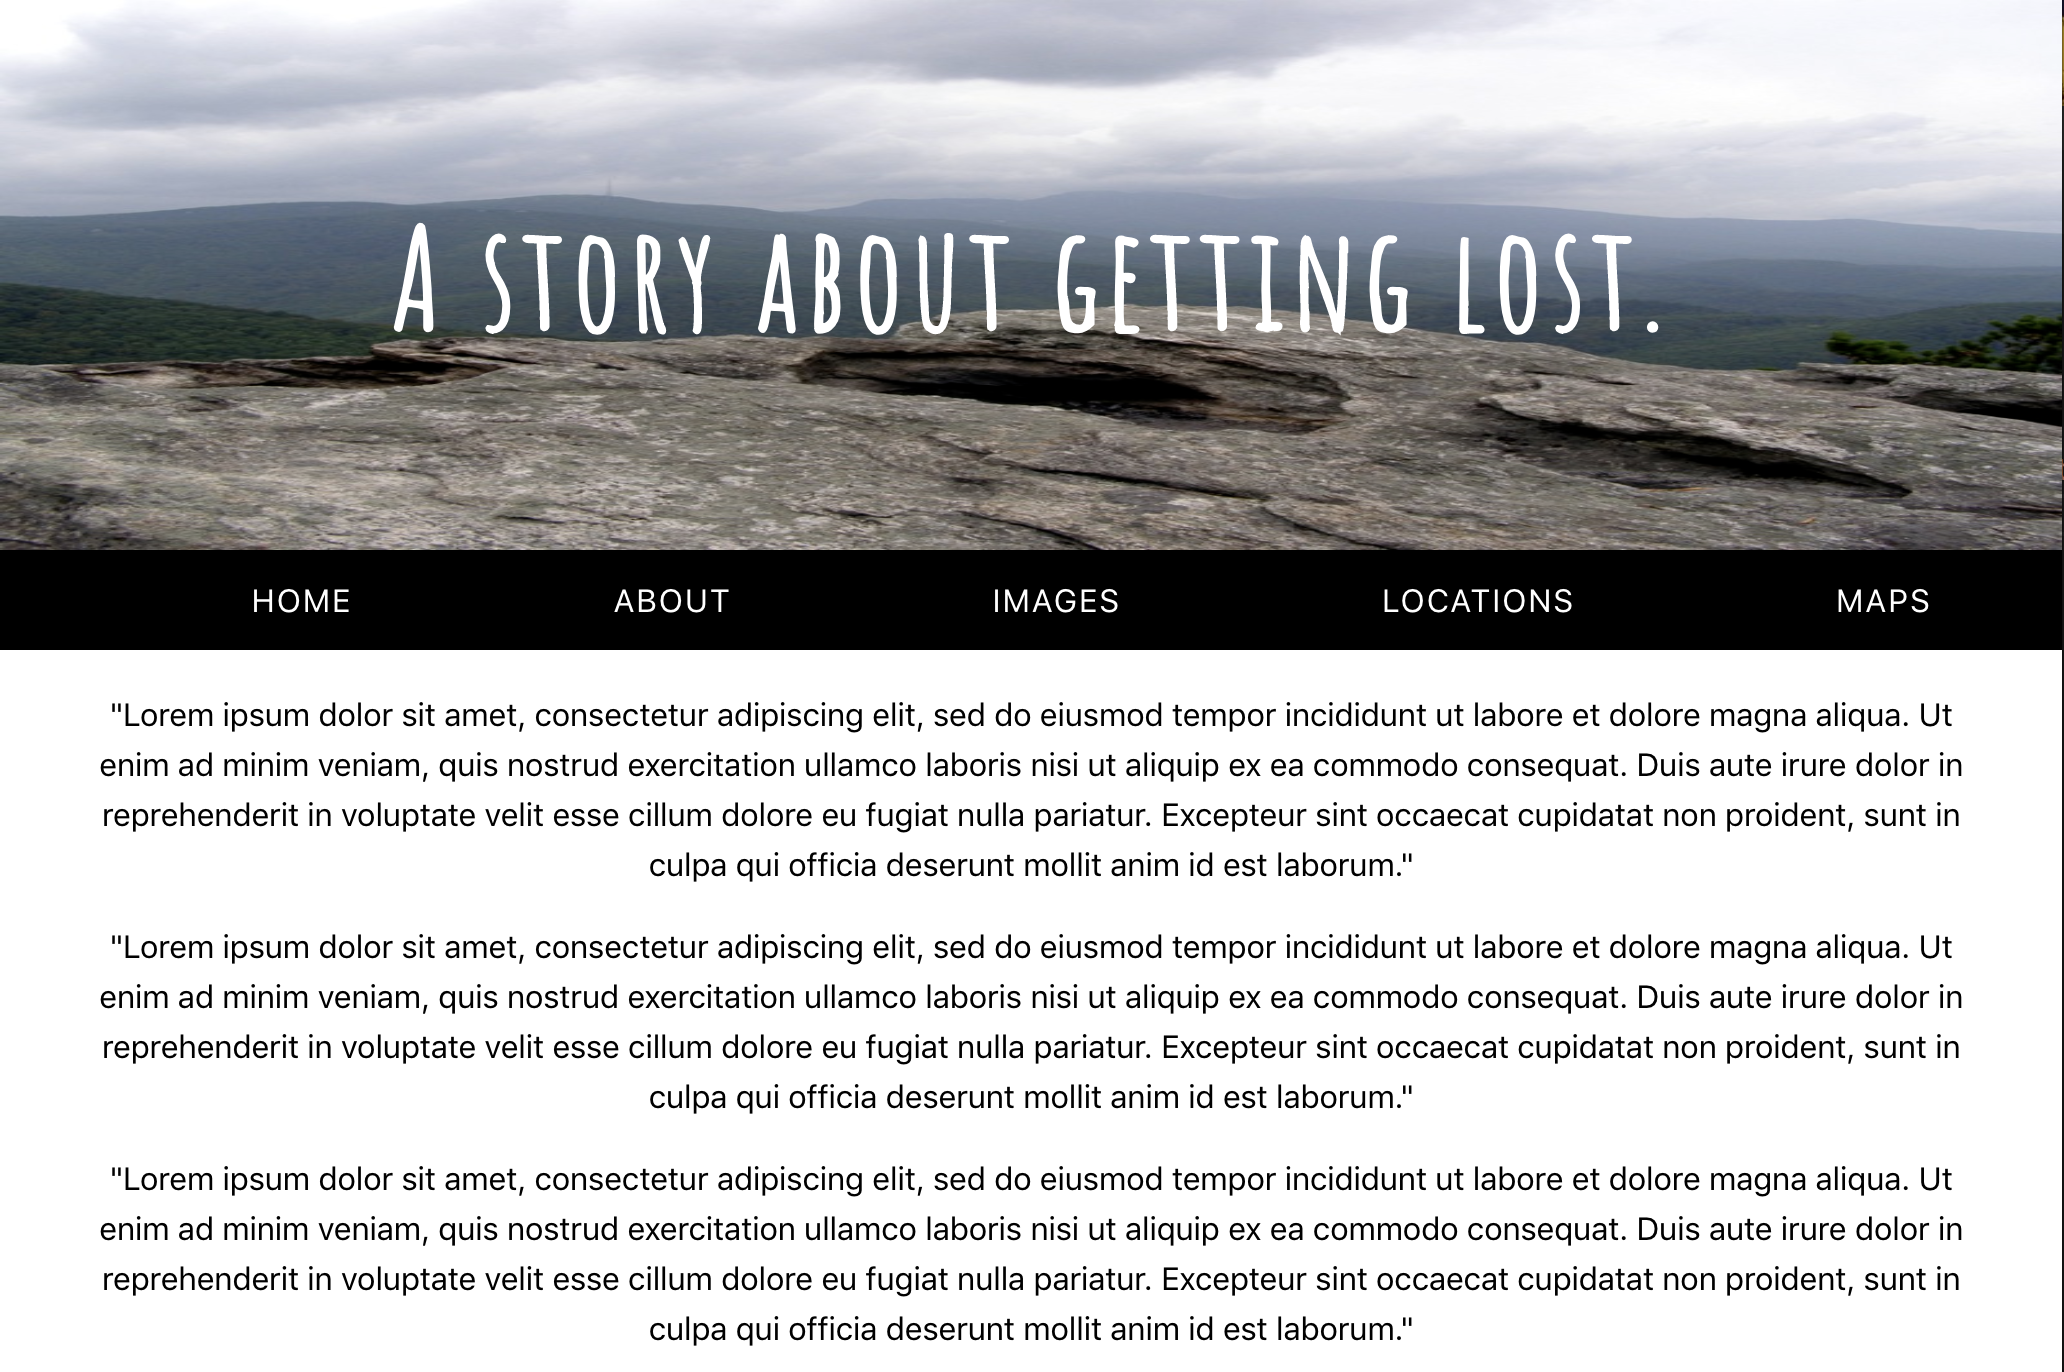 A STORY ABOUT GETTING LOST.
HOME ABOUT IMAGES LOCATIONS MAPS
"Lorem ipsum dolor sit amet, consectetur adipiscing elit, sed do eiusmod tempor incididunt ut labore et dolore magna aliqua. Ut
enim ad minim veniam, quis nostrud exercitation ullamco laboris nisi ut aliquip ex ea commodo consequat. Duis aute irure dolor in
reprehenderit in voluptate velit esse cillum dolore eu fugiat nulla pariatur. Excepteur sint occaecat cupidatat non proident, sunt in
culpa qui officia deserunt mollit anim id est laborum."
"Lorem ipsum dolor sit amet, consectetur adipiscing elit, sed do eiusmod tempor incididunt ut labore et dolore magna aliqua. Ut
enim ad minim veniam, quis nostrud exercitation ullamco laboris nisi ut aliquip ex ea commodo consequat. Duis aute irure dolor in
reprehenderit in voluptate velit esse cillum dolore eu fugiat nulla pariatur. Excepteur sint occaecat cupidatat non proident, sunt in
culpa qui officia deserunt mollit anim id est laborum."
"Lorem ipsum dolor sit amet, consectetur adipiscing elit, sed do eiusmod tempor incididunt ut labore et dolore magna aliqua. Ut
enim ad minim veniam, quis nostrud exercitation ullamco laboris nisi ut aliquip ex ea commodo consequat. Duis aute irure dolor in
reprehenderit in voluptate velit esse cillum dolore eu fugiat nulla pariatur. Excepteur sint occaecat cupidatat non proident, sunt in
culpa qui officia deserunt mollit anim id est laborum."